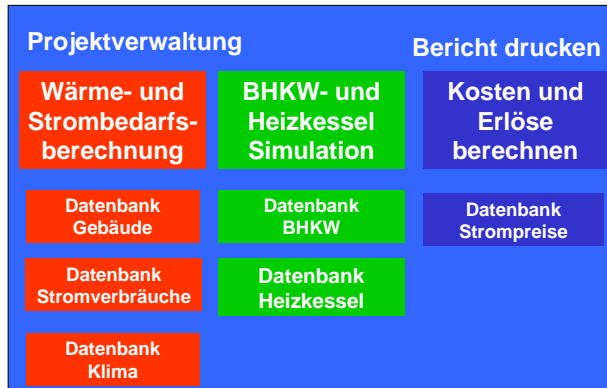 Projektverwaltung
Bericht drucken
Wärme- und
Strombedarfs-
berechnung
BHKW- und
Heizkessel
Simulation
Kosten und
Erlöse
berechnen
Datenbank
Gebäude
Datenbank
BHKW
Datenbank
Strompreise
Datenbank
Stromverbräuche
Datenbank
Heizkessel
Datenbank
Klima